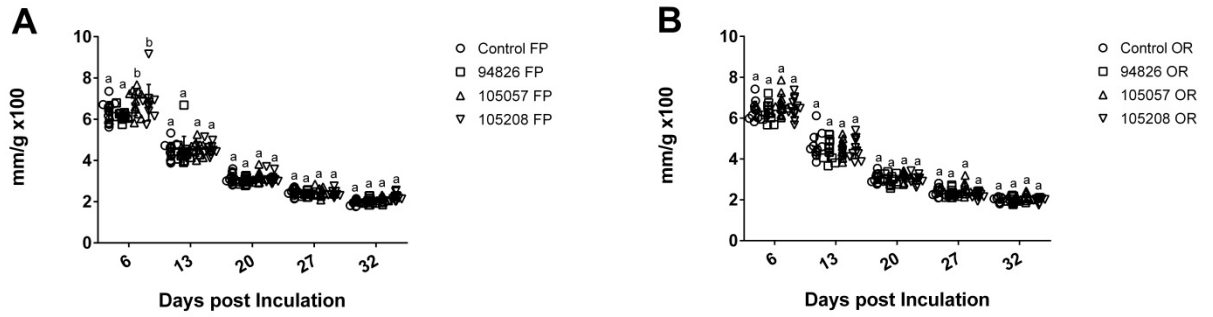 A
mm/g x100
10
8
6
4
2
0
a a b b
a a a a
a a a a
a a a a
a a a a
6 13 20 27 32
Days post Inculation
Control FP
94826 FP
105057 FP
105208 FP
B
mm/g x100
10
8
6
4
2
0
a a a a
a a a a
a a a a
a a a a
a a a a
6 13 20 27 32
Days post Inculation
Control OR
94826 OR
105057 OR
105208 OR